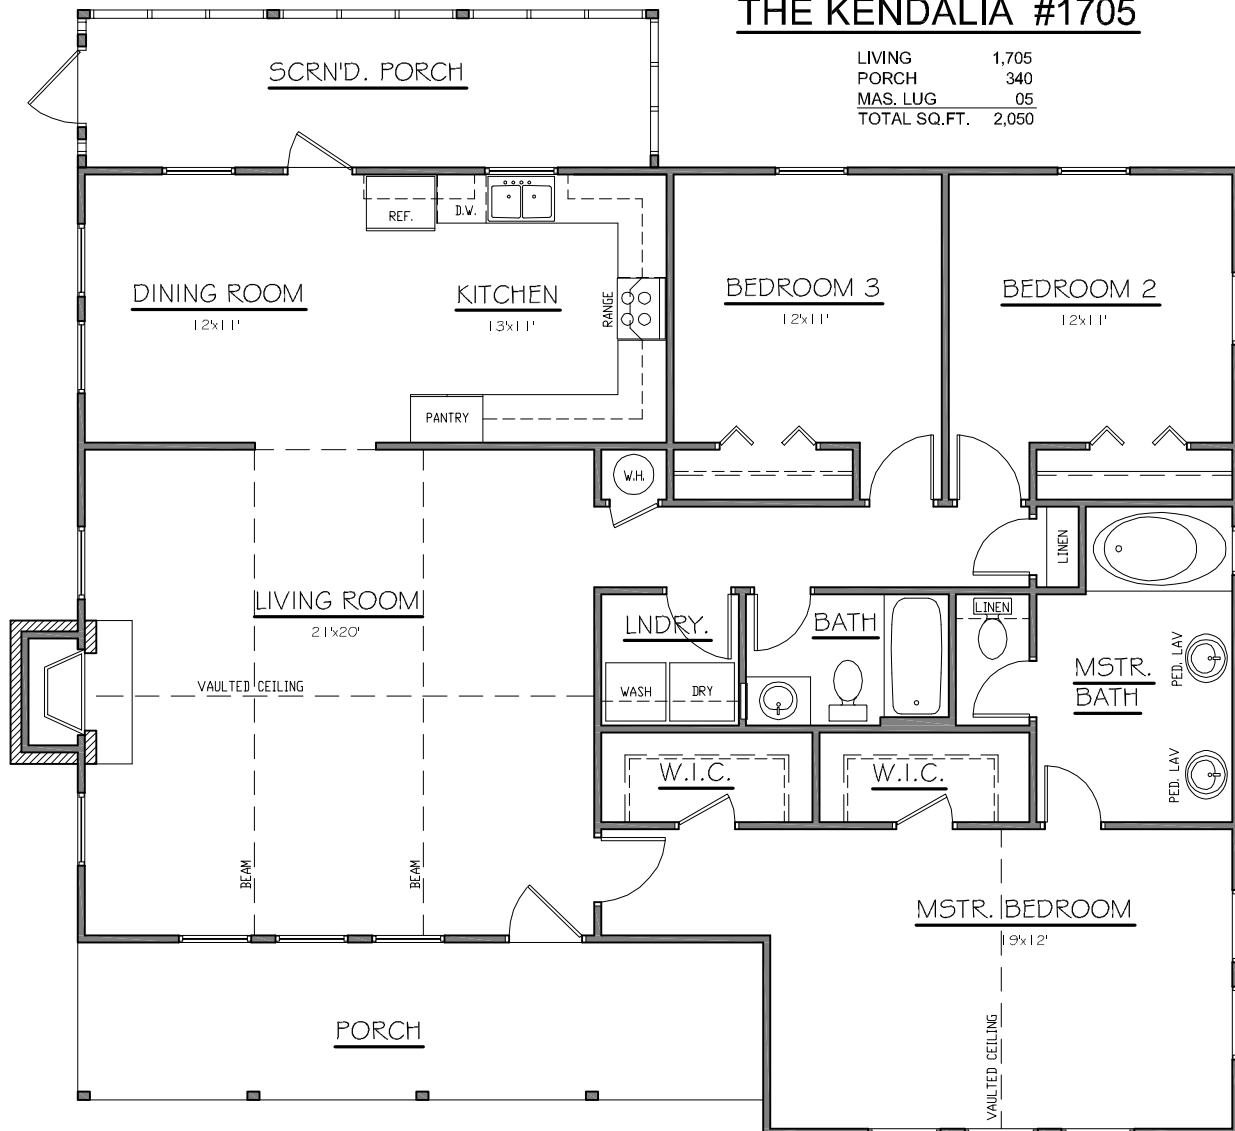 THE KENDALIA #1705
LIVING 1,705
PORCH 340
MAS. LUG 05
TOTAL SQ.FT. 2,050
SCRN'D. PORCH
REF.
D.W.
DINING ROOM
12'x11'
KITCHEN
13'x11'
RANGE
PANTRY
BEDROOM 3
12'x11'
BEDROOM 2
12'x11'
W.H.
LINEN
LIVING ROOM
21'x20'
VAULTED CEILING
BEAM
BEAM
LNDRY.
WASH
DRY
BATH
LINEN
MSTR.
BATH
PED. LAV
PED. LAV
W.I.C.
W.I.C.
MSTR. BEDROOM
19'x12'
VAULTED CEILING
PORCH